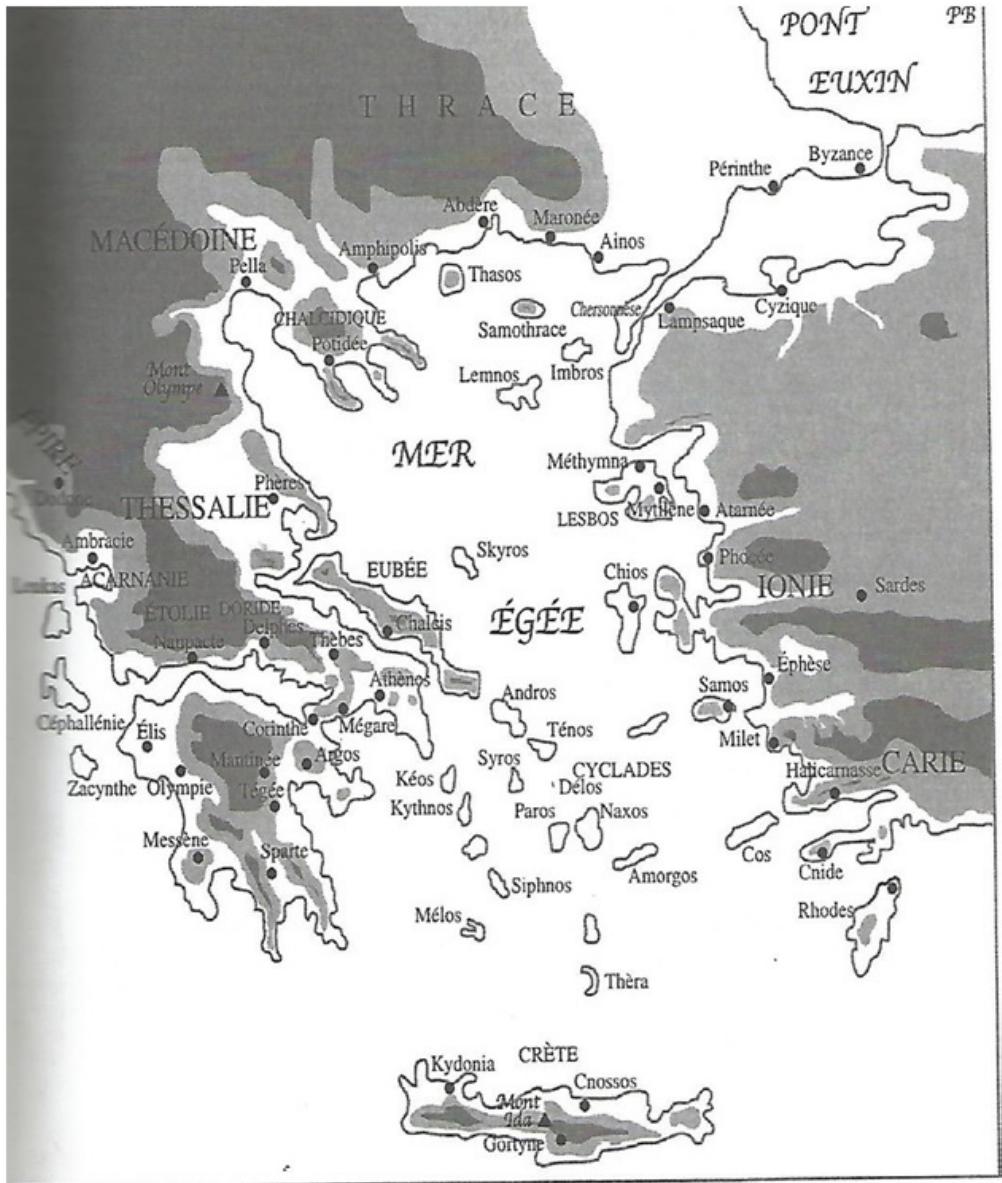 PONT
PB
EUXIN
THRACE
Byzance
Périnthe
Abdère
Maronée
MACÉDOINE
Amphipolis
Ainos
Pella
Thasos
CHALCIDIQUE
Chersonnèse
Cyzique
Samothrace
Lampsaque
Potidée
Mont
Olympe
Imbros
Lemnos
MER
Méthymna
Phères
THESSALIE
LESBOS
Mytilène
Atarnée
Ambracie
Skyros
Phocée
EUBÉE
ACARNANIE
Chios
IONIE
Sardes
ÉTOLIE
DORIDE
ÉGÉE
Delphes
Chalcis
Naupacte
Thèbes
Éphèse
Athènes
Andros
Samos
Céphallénie
Corinthe
Mégare
Ténos
Élis
Milet
Mantinée
Argos
Syros
Zacynthe
Olympie
Kéos
CYCLADES
Halicarnasse
CARIE
Tégée
Délos
Kythnos
Paros
Naxos
Messène
Sparte
Cos
Cnide
Siphnos
Amorgos
Mélos
Rhodes
Thèra
CRÈTE
Kydonia
Cnossos
Mont
Ida
Gortyne